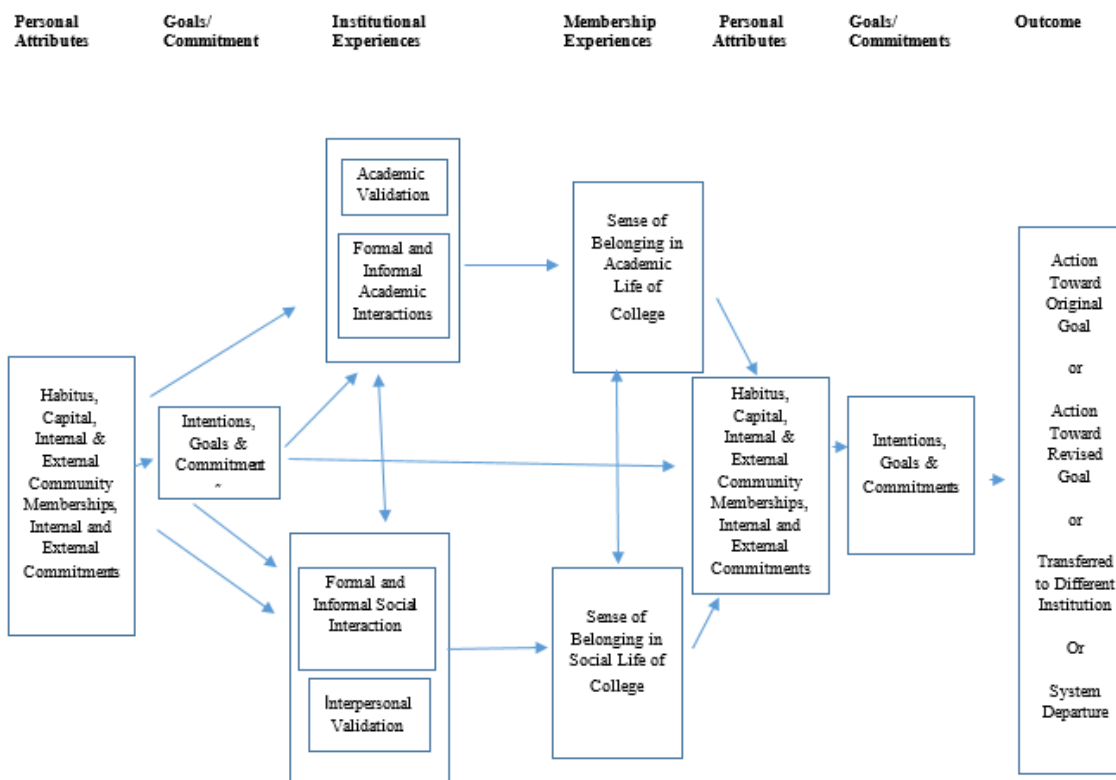 Personal
Attributes
Goals/
Commitment
Institutional
Experiences
Membership
Experiences
Personal
Attributes
Goals/
Commitments
Outcome
Habitus,
Capital,
Internal &
External
Community
Memberships,
Internal and
External
Commitments
Intentions,
Goals &
Commitment
Academic
Validation
Formal and
Informal
Academic
Interactions
Formal and
Informal Social
Interaction
Interpersonal
Validation
Sense of
Belonging in
Academic
Life of
College
Sense of
Belonging in
Social Life of
College
Habitus,
Capital,
Internal &
External
Community
Memberships,
Internal and
External
Commitments
Intentions,
Goals &
Commitments
Action
Toward
Original
Goal
or
Action
Toward
Revised
Goal
or
Transferred
to Different
Institution
Or
System
Departure